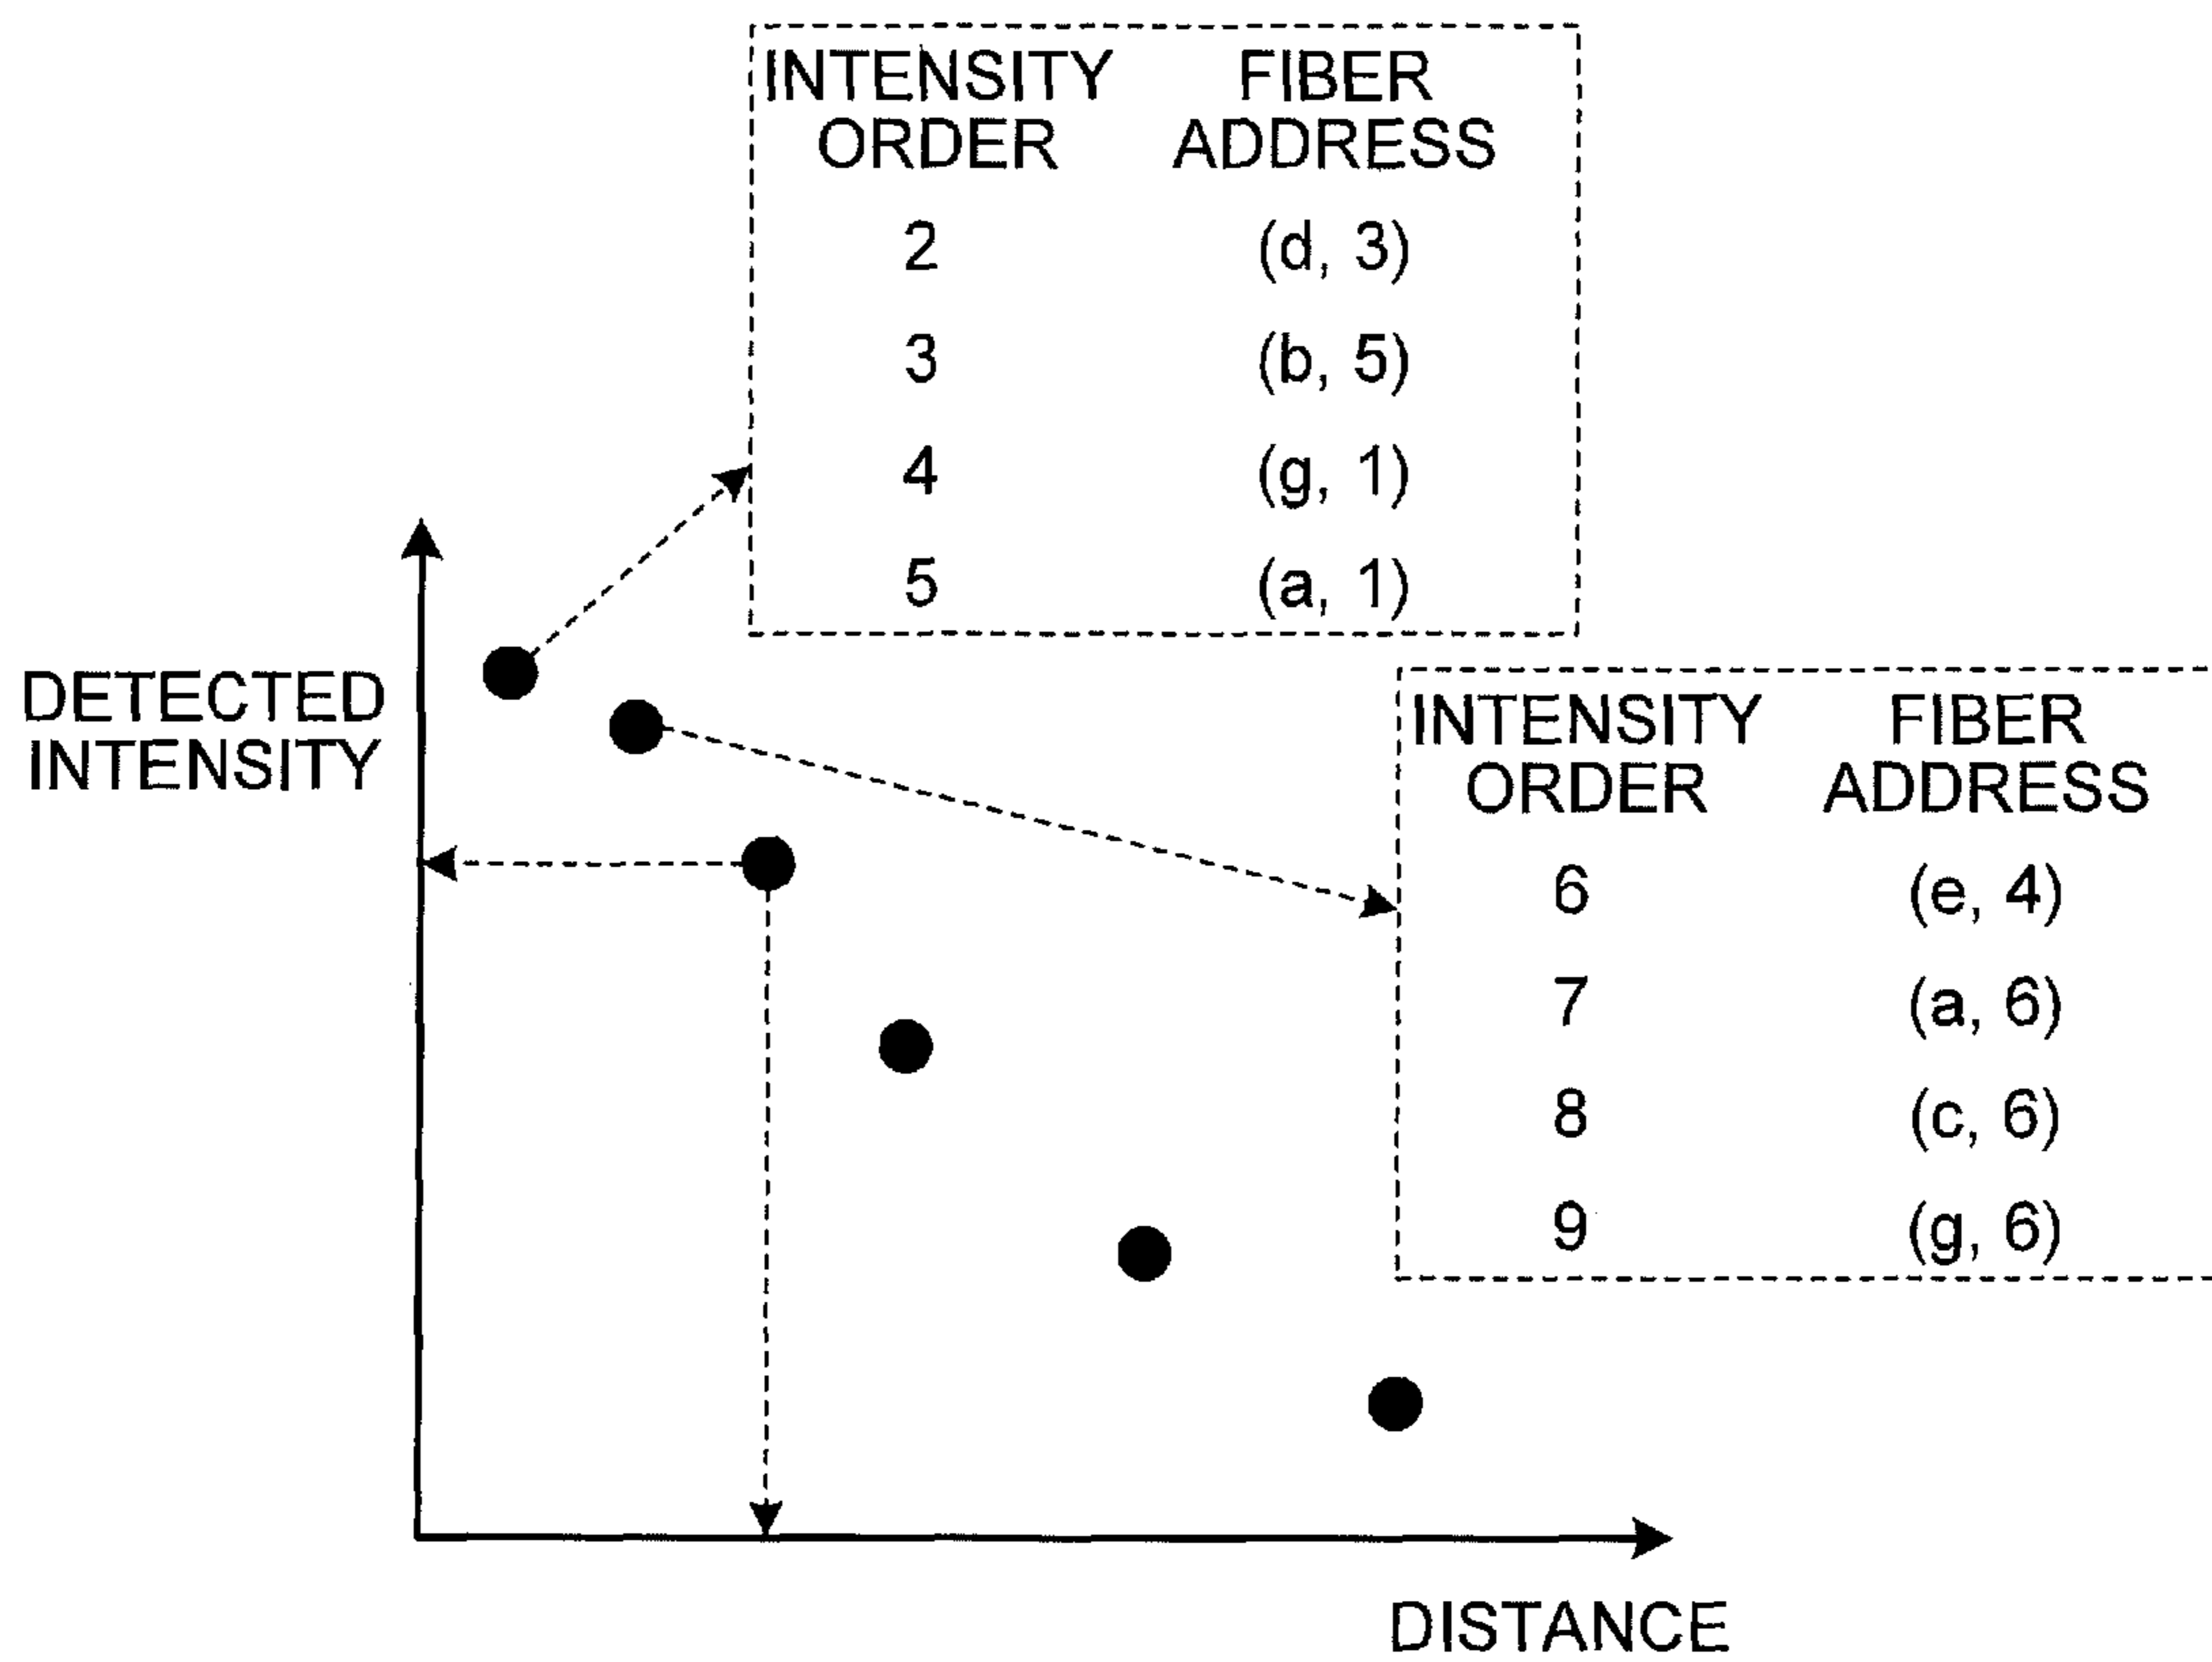 INTENSITY FIBER
ORDER ADDRESS
2 (d, 3)
3 (b, 5)
4 (g, 1)
5 (a, 1)
DETECTED
INTENSITY
INTENSITY FIBER
ORDER ADDRESS
6 (e, 4)
7 (a, 6)
8 (c, 6)
9 (g, 6)
DISTANCE